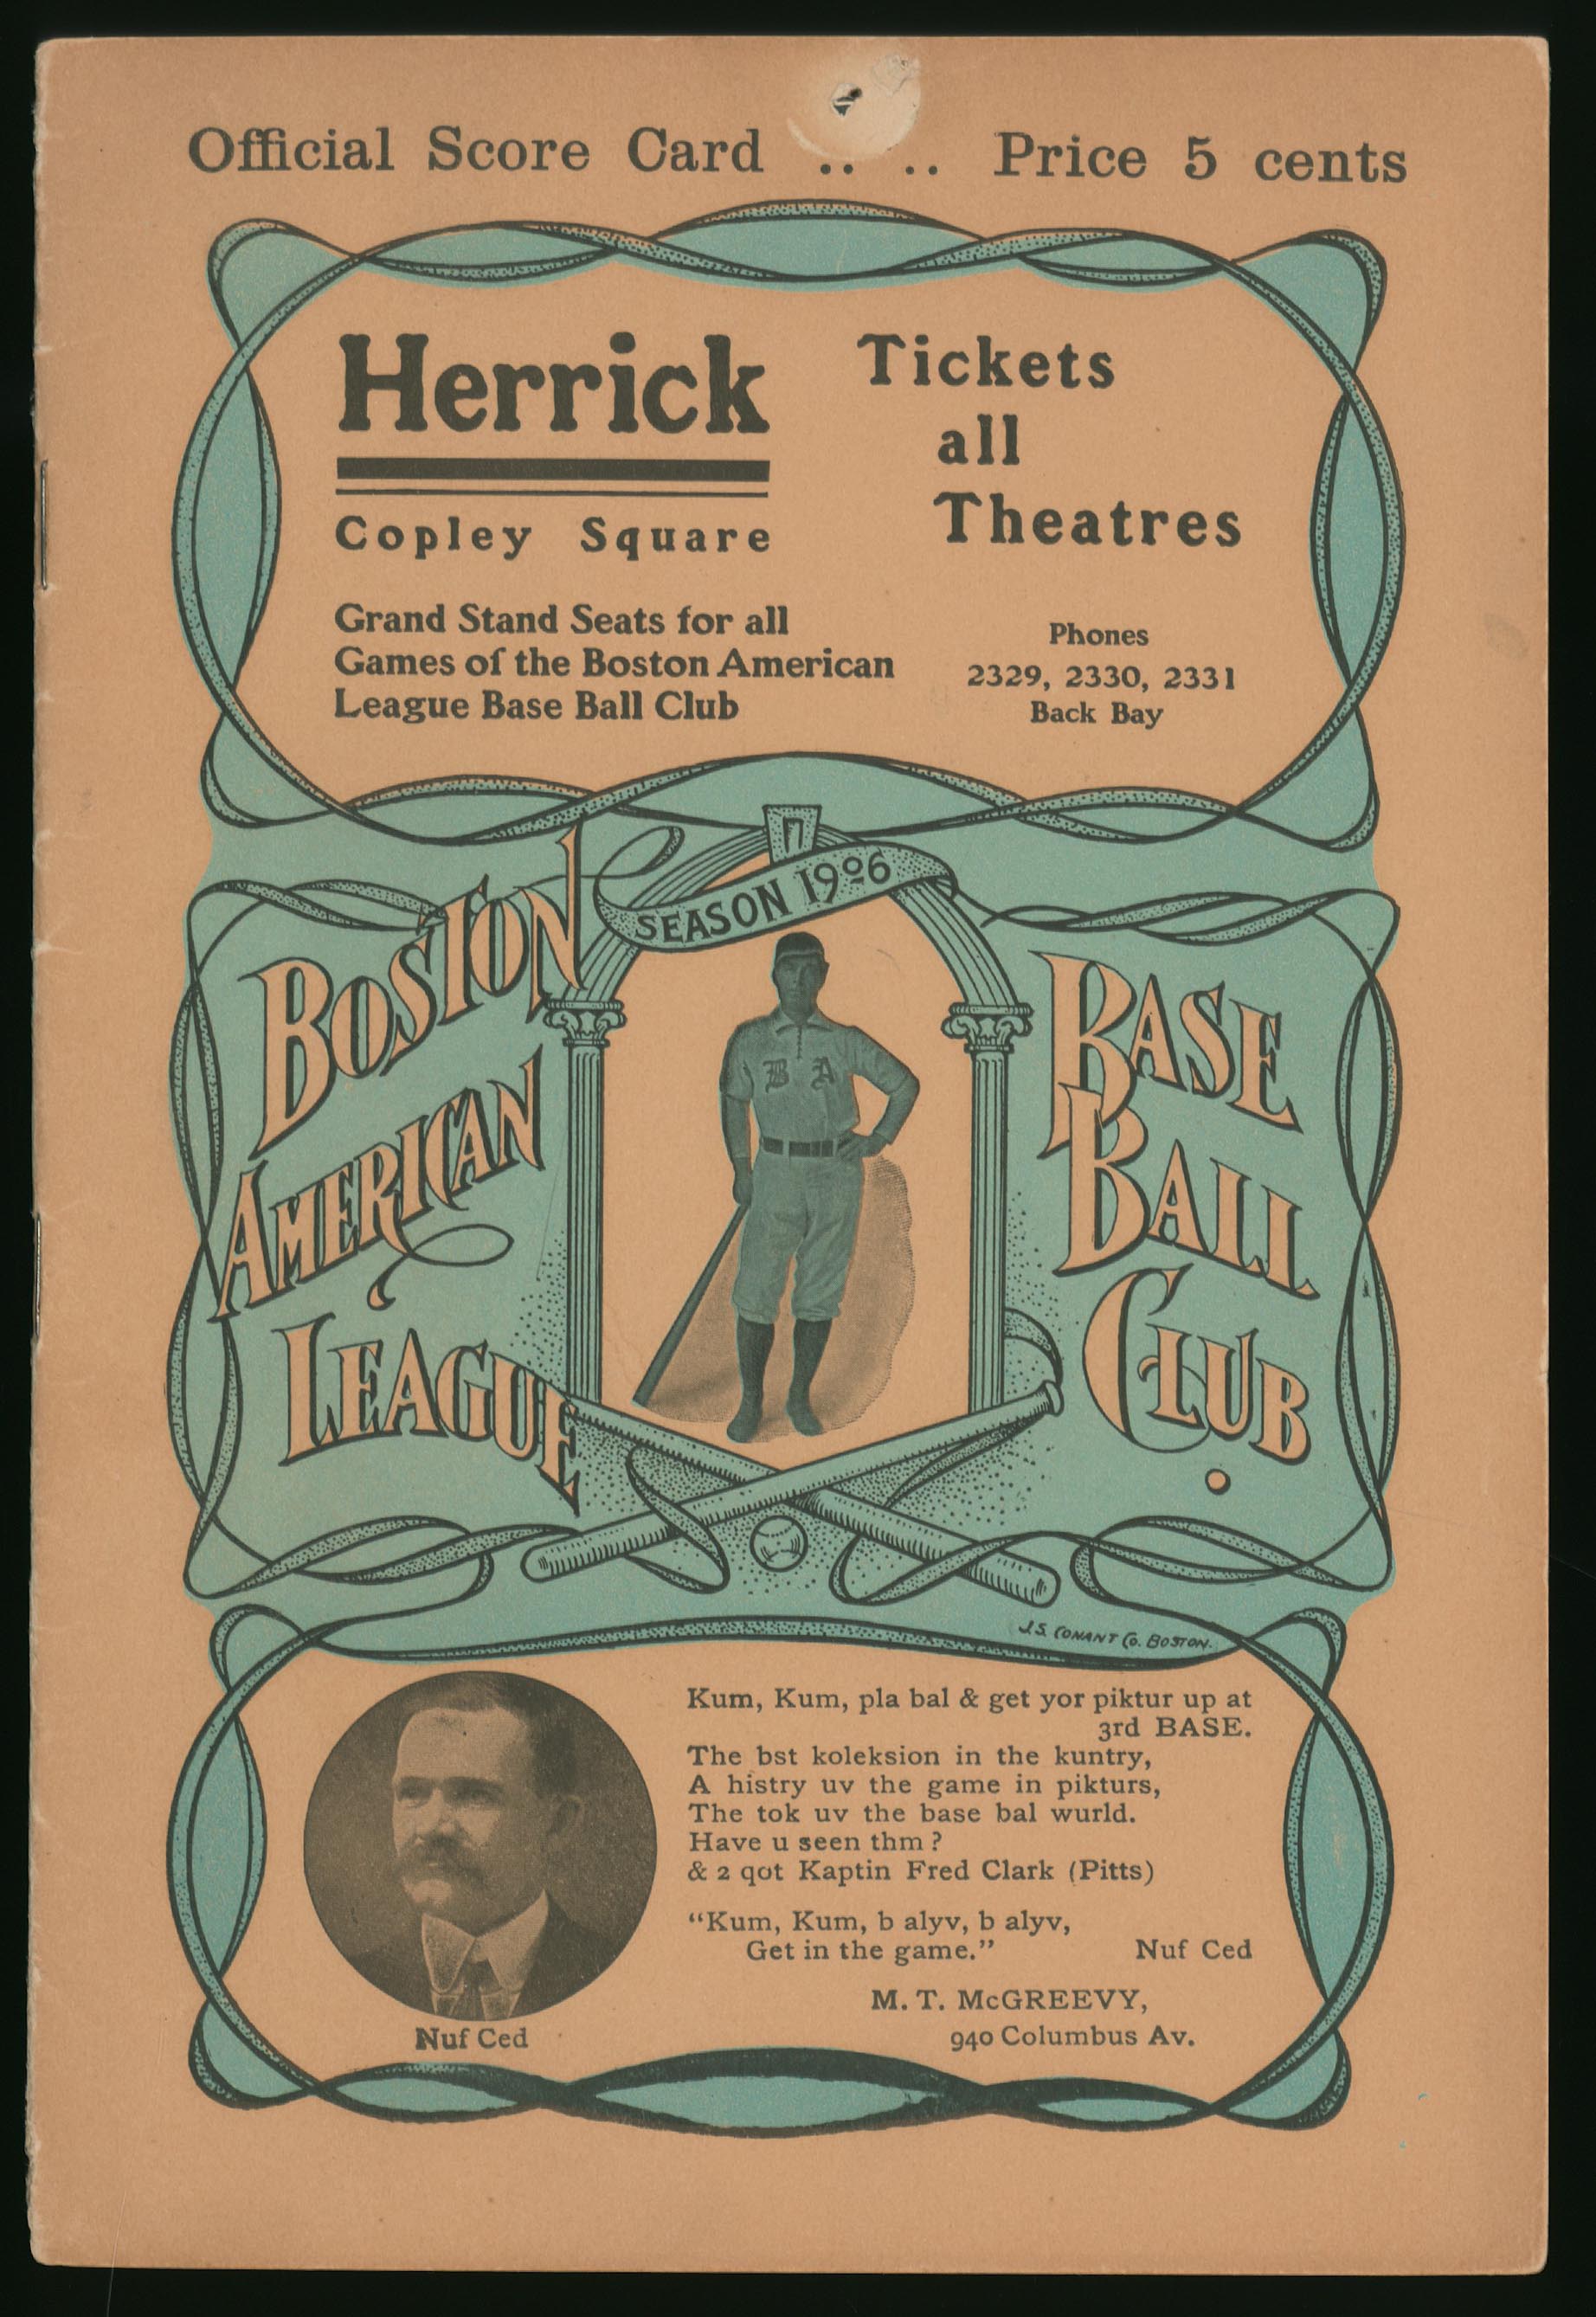 Official Score Card .. .. Price 5 cents
Herrick
Copley Square
Tickets
all
Theatres
Grand Stand Seats for all
Games of the Boston American
League Base Ball Club
Phones
2329, 2330, 2331
Back Bay
SEASON 1906
BOSTON
AMERICAN
LEAGUE
B A
BASE
BALL
CLUB.
J.S. CONANT CO. BOSTON.
Kum, Kum, pla bal & get yor piktur up at
3rd BASE.
The bst koleksion in the kuntry,
A histry uv the game in pikturs,
The tok uv the base bal wurld.
Have u seen thm?
& 2 qot Kaptin Fred Clark (Pitts)
"Kum, Kum, b alyv, b alyv,
Get in the game." Nuf Ced
M. T. McGREEVY,
940 Columbus Av.
Nuf Ced